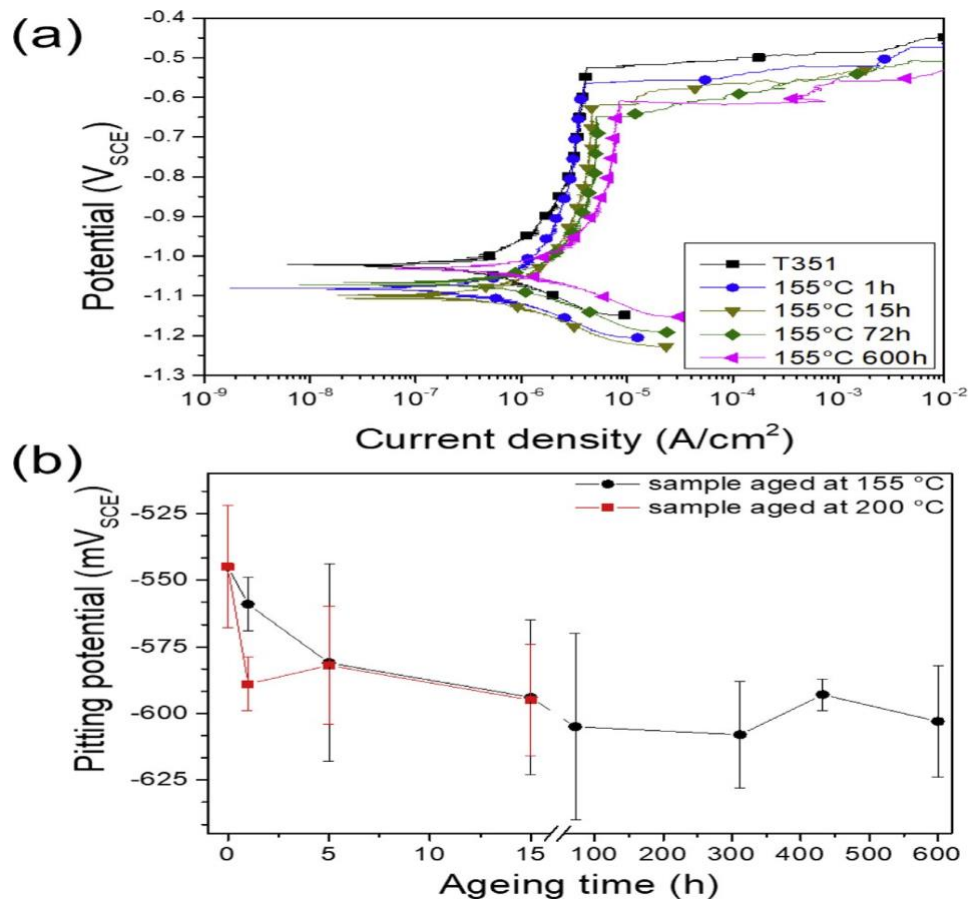 (a)
Potential (V_SCE)
-0.4
-0.5
-0.6
-0.7
-0.8
-0.9
-1.0
-1.1
-1.2
-1.3
T351
155°C 1h
155°C 15h
155°C 72h
155°C 600h
10^-9 10^-8 10^-7 10^-6 10^-5 10^-4 10^-3 10^-2
Current density (A/cm²)
(b)
Pitting potential (mV_SCE)
sample aged at 155 °C
sample aged at 200 °C
-525
-550
-575
-600
-625
0 5 10 15 100 200 300 400 500 600
Ageing time (h)